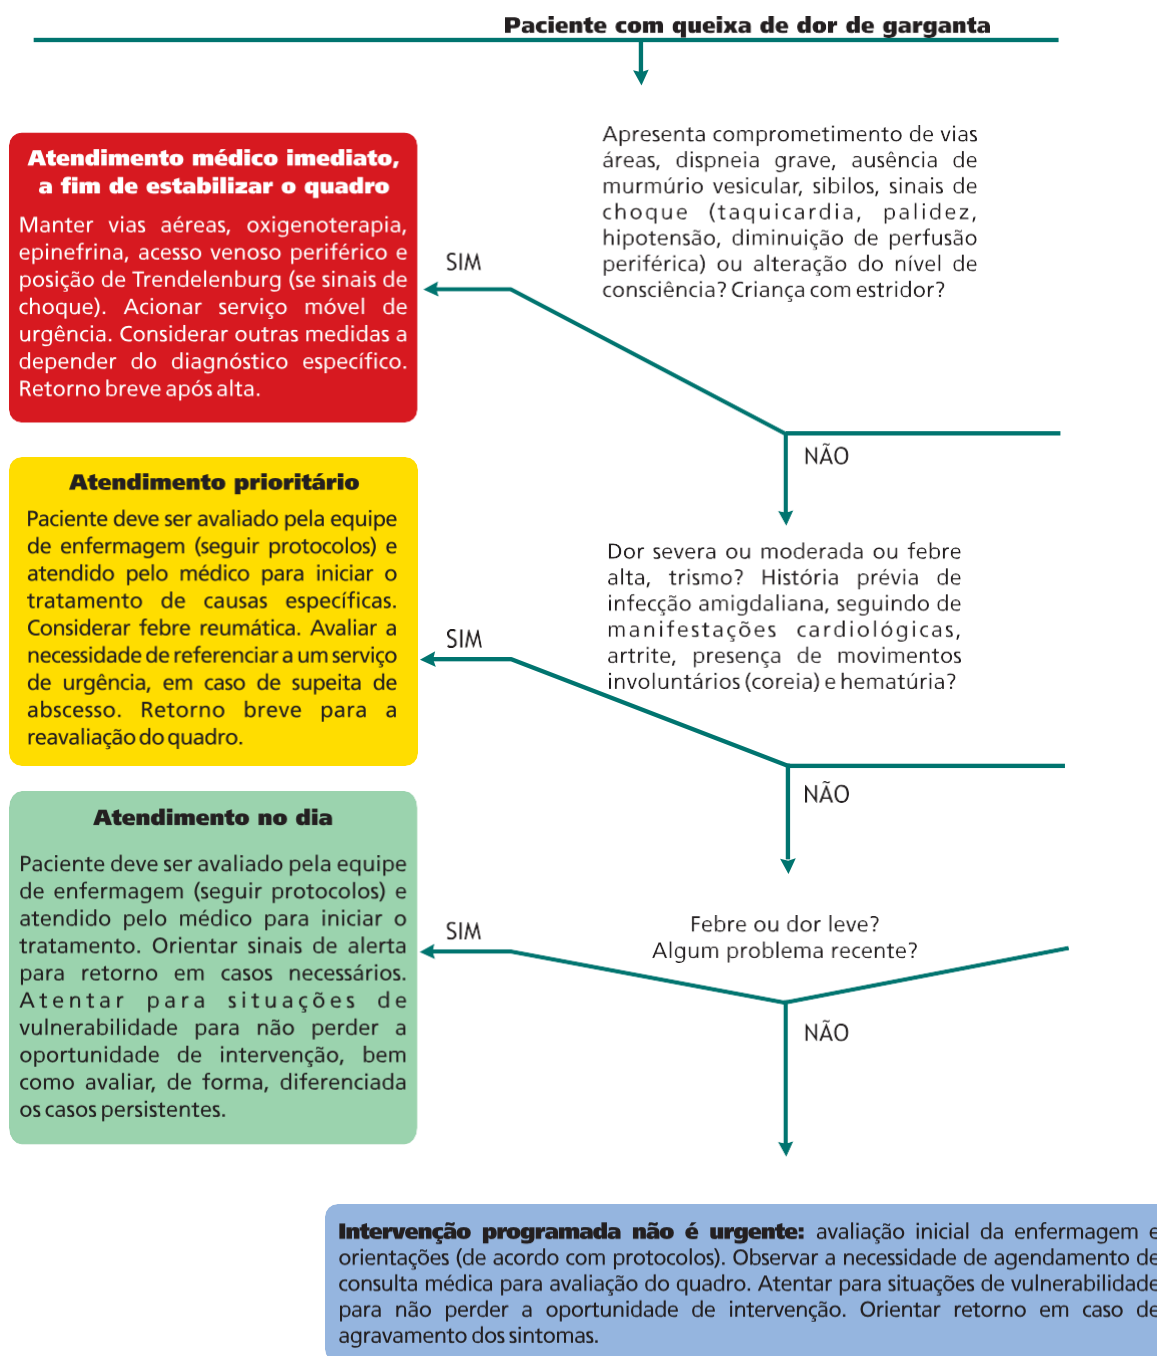 Paciente com queixa de dor de garganta
Apresenta comprometimento de vias
áreas, dispneia grave, ausência de
murmúrio vesicular, sibilos, sinais de
choque (taquicardia, palidez,
hipotensão, diminuição de perfusão
periférica) ou alteração do nível de
consciência? Criança com estridor?
SIM
Atendimento médico imediato,
a fim de estabilizar o quadro
Manter vias aéreas, oxigenoterapia,
epinefrina, acesso venoso periférico e
posição de Trendelenburg (se sinais de
choque). Acionar serviço móvel de
urgência. Considerar outras medidas a
depender do diagnóstico específico.
Retorno breve após alta.
NÃO
Dor severa ou moderada ou febre
alta, trismo? História prévia de
infecção amigdaliana, seguindo de
manifestações cardiológicas,
artrite, presença de movimentos
involuntários (coreia) e hematúria?
SIM
Atendimento prioritário
Paciente deve ser avaliado pela equipe
de enfermagem (seguir protocolos) e
atendido pelo médico para iniciar o
tratamento de causas específicas.
Considerar febre reumática. Avaliar a
necessidade de referenciar a um serviço
de urgência, em caso de supeita de
abscesso. Retorno breve para a
reavaliação do quadro.
NÃO
Febre ou dor leve?
Algum problema recente?
SIM
Atendimento no dia
Paciente deve ser avaliado pela equipe
de enfermagem (seguir protocolos) e
atendido pelo médico para iniciar o
tratamento. Orientar sinais de alerta
para retorno em casos necessários.
Atentar para situações de
vulnerabilidade para não perder a
oportunidade de intervenção, bem
como avaliar, de forma, diferenciada
os casos persistentes.
NÃO
Intervenção programada não é urgente: avaliação inicial da enfermagem e
orientações (de acordo com protocolos). Observar a necessidade de agendamento de
consulta médica para avaliação do quadro. Atentar para situações de vulnerabilidade
para não perder a oportunidade de intervenção. Orientar retorno em caso de
agravamento dos sintomas.